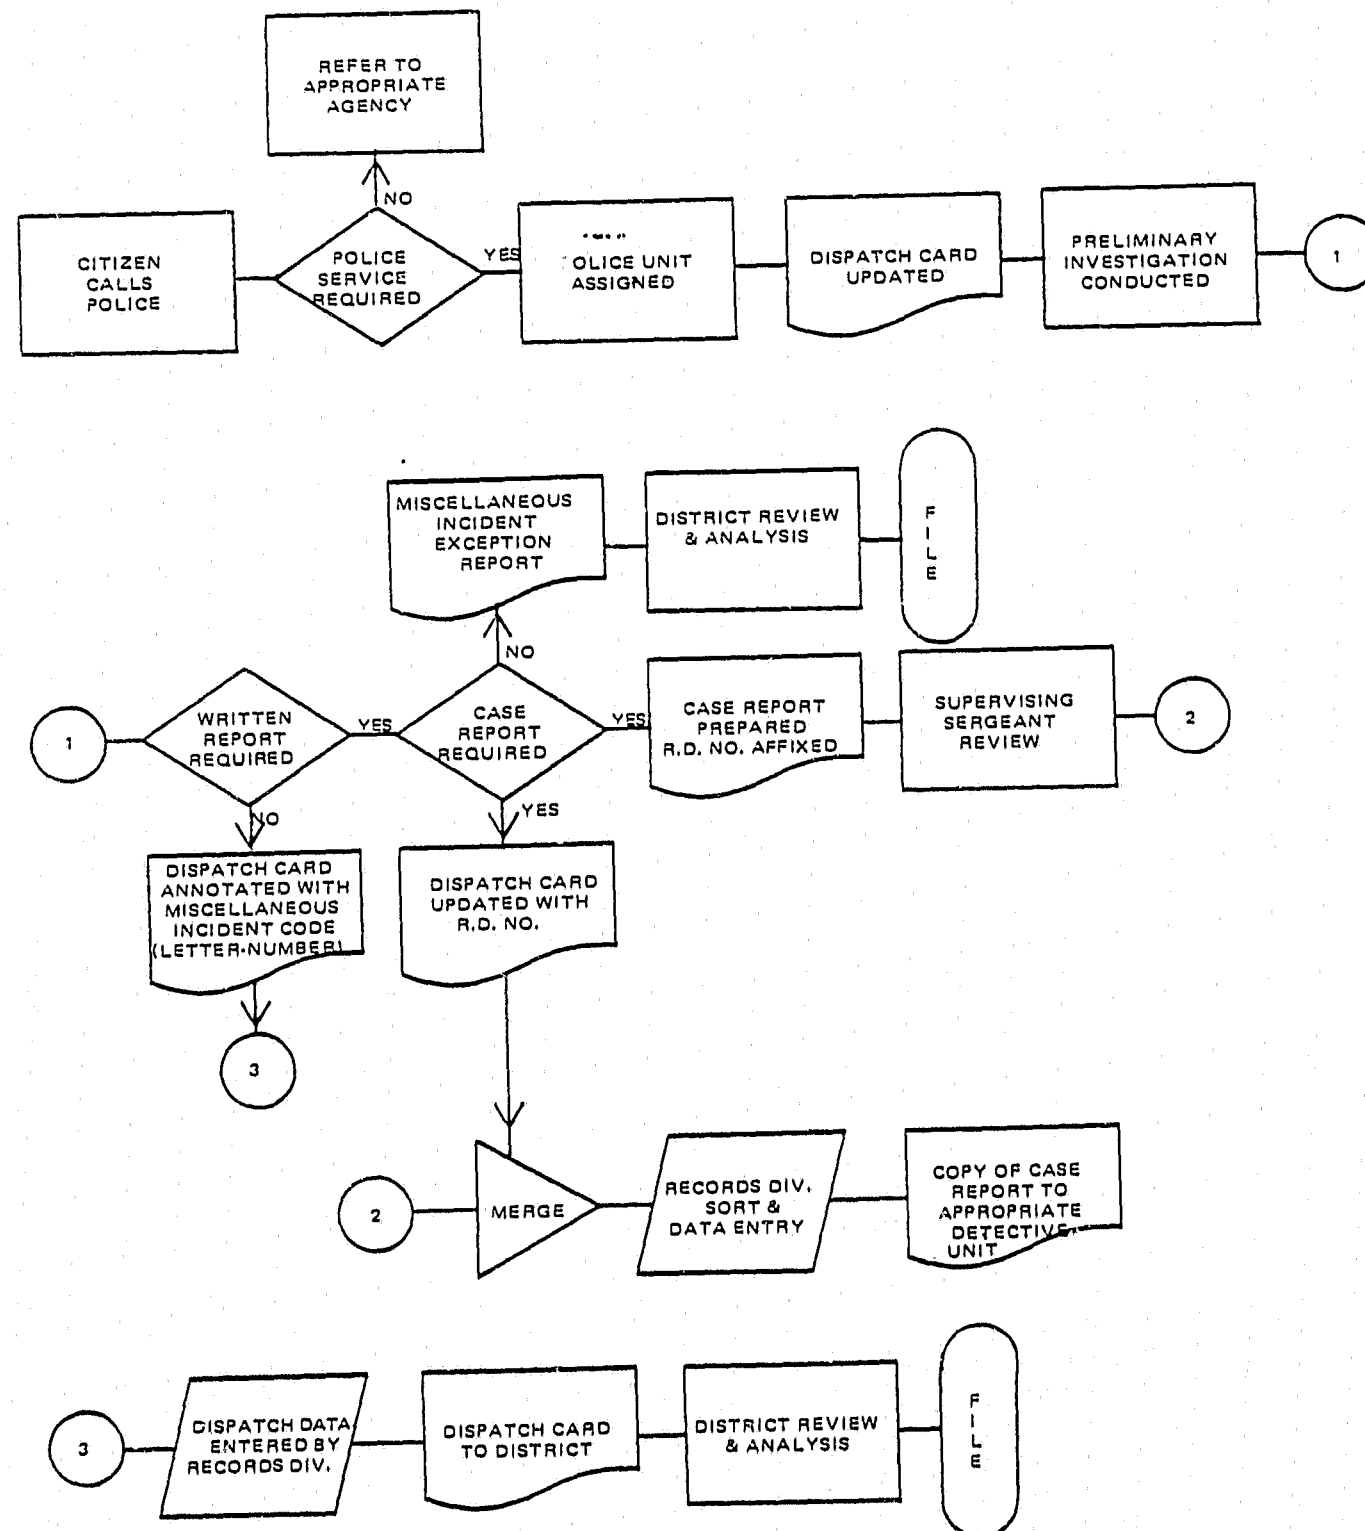 REFER TO
APPROPRIATE
AGENCY
NO
CITIZEN
CALLS
POLICE
POLICE
SERVICE
REQUIRED
YES
OLICE UNIT
ASSIGNED
DISPATCH CARD
UPDATED
PRELIMINARY
INVESTIGATION
CONDUCTED
1
MISCELLANEOUS
INCIDENT
EXCEPTION
REPORT
DISTRICT REVIEW
& ANALYSIS
FILE
NO
1
WRITTEN
REPORT
REQUIRED
YES
CASE
REPORT
REQUIRED
YES
CASE REPORT
PREPARED
R.D. NO. AFFIXED
SUPERVISING
SERGEANT
REVIEW
2
NO
YES
DISPATCH CARD
ANNOTATED WITH
MISCELLANEOUS
INCIDENT CODE
(LETTER-NUMBER)
DISPATCH CARD
UPDATED WITH
R.D. NO.
3
2
MERGE
RECORDS DIV.
SORT &
DATA ENTRY
COPY OF CASE
REPORT TO
APPROPRIATE
DETECTIVE
UNIT
3
DISPATCH DATA
ENTERED BY
RECORDS DIV.
DISPATCH CARD
TO DISTRICT
DISTRICT REVIEW
& ANALYSIS
FILE